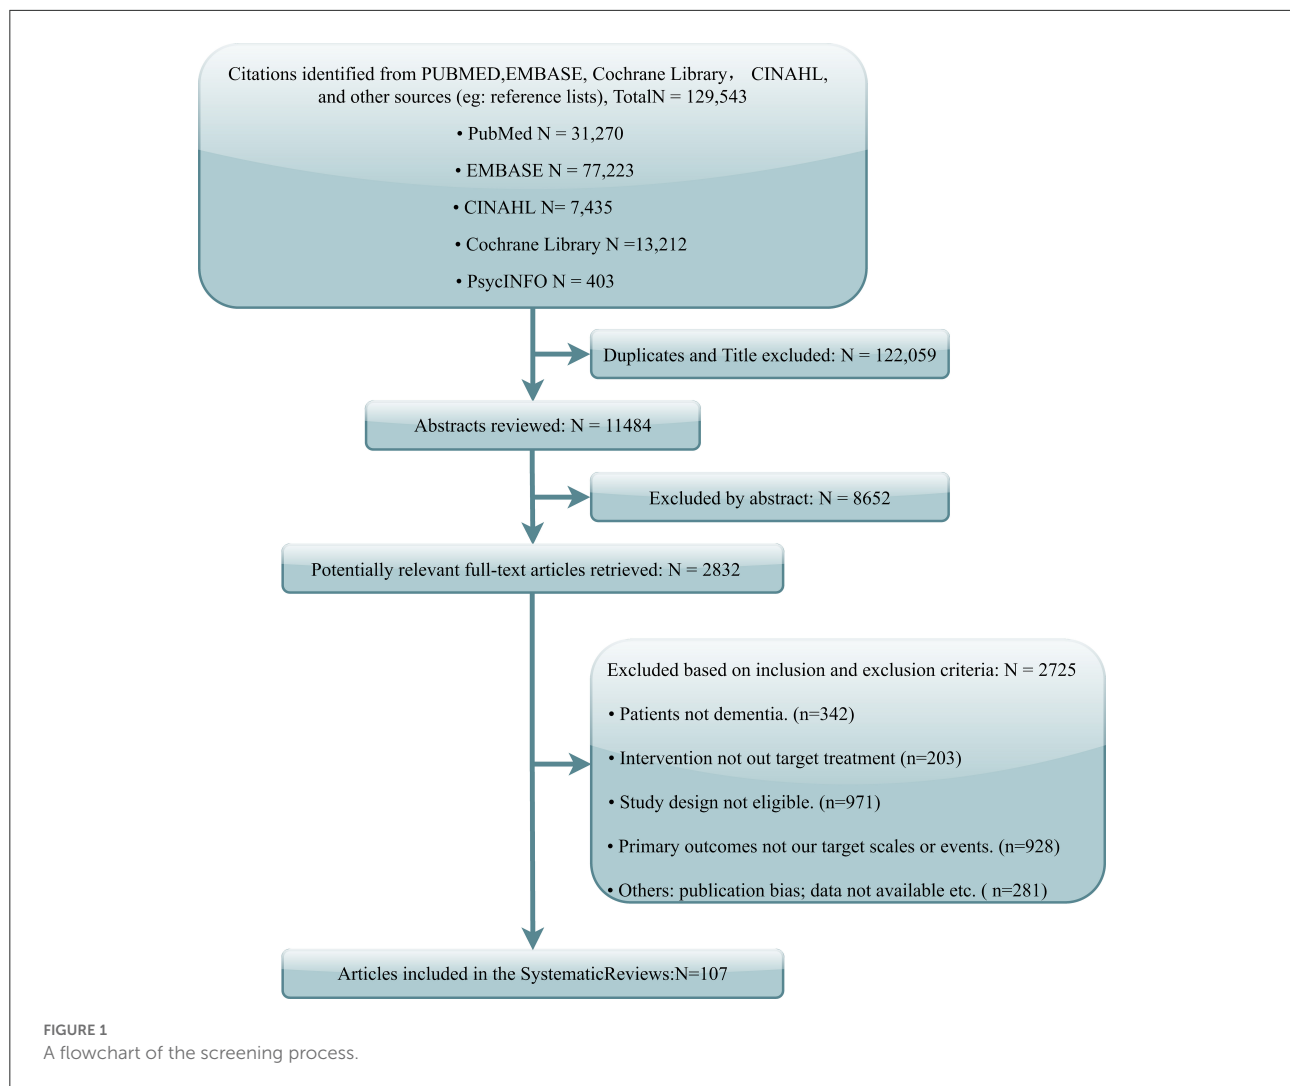 Citations identified from PUBMED,EMBASE, Cochrane Library， CINAHL,
and other sources (eg: reference lists), TotalN = 129,543
• PubMed N = 31,270
• EMBASE N = 77,223
• CINAHL N= 7,435
• Cochrane Library N =13,212
• PsycINFO N = 403
Duplicates and Title excluded: N = 122,059
Abstracts reviewed: N = 11484
Excluded by abstract: N = 8652
Potentially relevant full-text articles retrieved: N = 2832
Excluded based on inclusion and exclusion criteria: N = 2725
• Patients not dementia. (n=342)
• Intervention not out target treatment (n=203)
• Study design not eligible. (n=971)
• Primary outcomes not our target scales or events. (n=928)
• Others: publication bias; data not available etc. ( n=281)
Articles included in the SystematicReviews:N=107
FIGURE 1
A flowchart of the screening process.